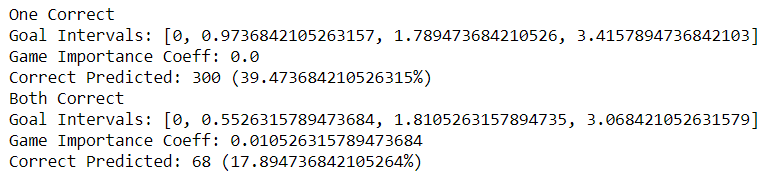 One Correct
Goal Intervals: [0, 0.9736842105263157, 1.789473684210526, 3.4157894736842103]
Game Importance Coeff: 0.0
Correct Predicted: 300 (39.473684210526315%)
Both Correct
Goal Intervals: [0, 0.5526315789473684, 1.8105263157894735, 3.068421052631579]
Game Importance Coeff: 0.010526315789473684
Correct Predicted: 68 (17.894736842105264%)